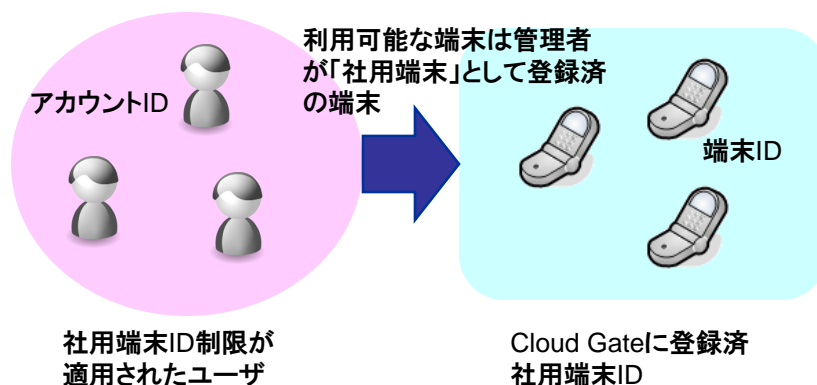 利用可能な端末は管理者
が「社用端末」として登録済
の端末
アカウントID
端末ID
社用端末ID制限が
適用されたユーザ
Cloud Gateに登録済
社用端末ID